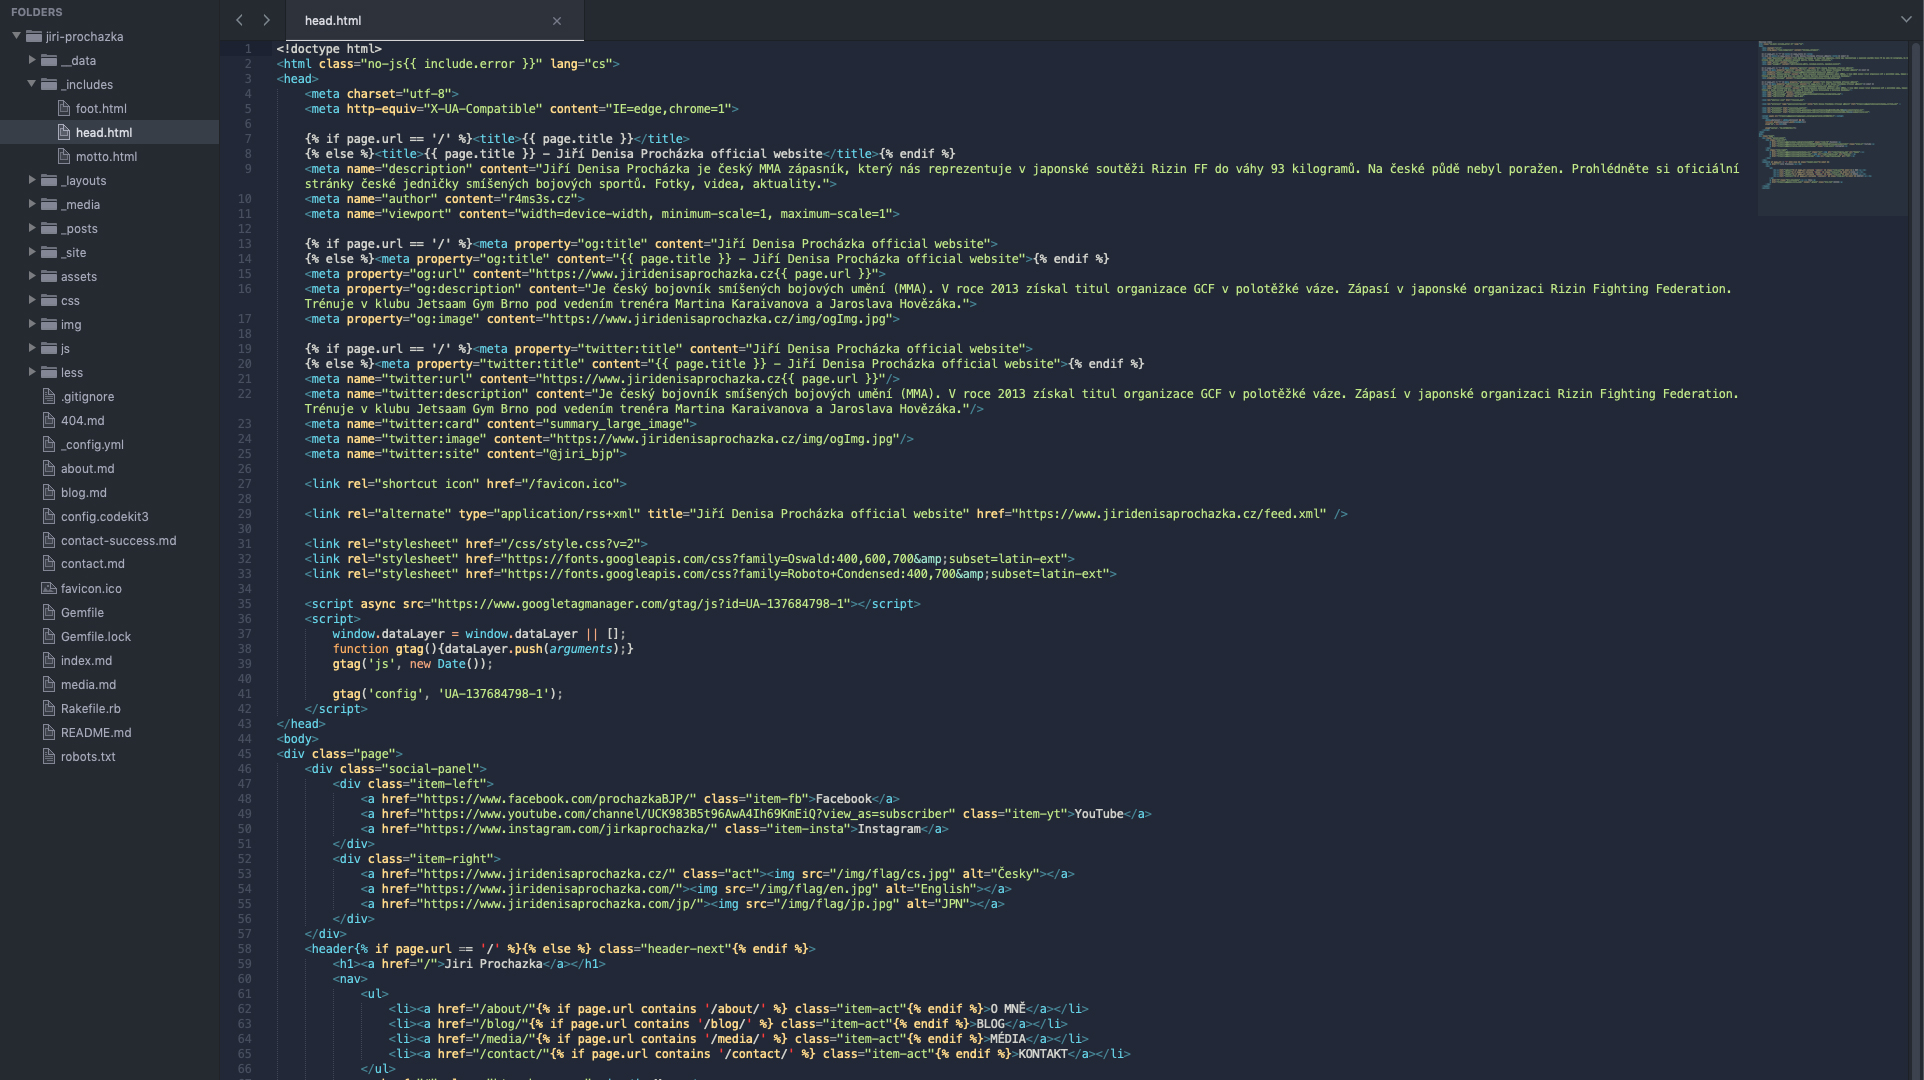 FOLDERS
jiri-prochazka
__data
_includes
foot.html
head.html
motto.html
_layouts
_media
_posts
_site
assets
css
img
js
less
.gitignore
404.md
_config.yml
about.md
blog.md
config.codekit3
contact-success.md
contact.md
favicon.ico
Gemfile
Gemfile.lock
index.md
media.md
Rakefile.rb
README.md
robots.txt
head.html
1 <!doctype html>
2 <html class="no-js{{ include.error }}" lang="cs">
3 <head>
4 <meta charset="utf-8">
5 <meta http-equiv="X-UA-Compatible" content="IE=edge,chrome=1">
6
7 {% if page.url == '/' %}<title>{{ page.title }}</title>
8 {% else %}<title>{{ page.title }} – Jiří Denisa Procházka official website</title>{% endif %}
9 <meta name="description" content="Jiří Denisa Procházka je český MMA zápasník, který nás reprezentuje v japonské soutěži Rizin FF do váhy 93 kilogramů. Na české půdě nebyl poražen. Prohlédněte si oficiální
stránky české jedničky smíšených bojových sportů. Fotky, videa, aktuality.">
10 <meta name="author" content="r4ms3s.cz">
11 <meta name="viewport" content="width=device-width, minimum-scale=1, maximum-scale=1">
12
13 {% if page.url == '/' %}<meta property="og:title" content="Jiří Denisa Procházka official website">
14 {% else %}<meta property="og:title" content="{{ page.title }} – Jiří Denisa Procházka official website">{% endif %}
15 <meta property="og:url" content="https://www.jiridenisaprochazka.cz{{ page.url }}">
16 <meta property="og:description" content="Je český bojovník smíšených bojových umění (MMA). V roce 2013 získal titul organizace GCF v polotěžké váze. Zápasí v japonské organizaci Rizin Fighting Federation.
Trénuje v klubu Jetsaam Gym Brno pod vedením trenéra Martina Karaivanova a Jaroslava Hovězáka.">
17 <meta property="og:image" content="https://www.jiridenisaprochazka.cz/img/ogImg.jpg">
18
19 {% if page.url == '/' %}<meta property="twitter:title" content="Jiří Denisa Procházka official website">
20 {% else %}<meta property="twitter:title" content="{{ page.title }} – Jiří Denisa Procházka official website">{% endif %}
21 <meta name="twitter:url" content="https://www.jiridenisaprochazka.cz{{ page.url }}"/>
22 <meta name="twitter:description" content="Je český bojovník smíšených bojových umění (MMA). V roce 2013 získal titul organizace GCF v polotěžké váze. Zápasí v japonské organizaci Rizin Fighting Federation.
Trénuje v klubu Jetsaam Gym Brno pod vedením trenéra Martina Karaivanova a Jaroslava Hovězáka."/>
23 <meta name="twitter:card" content="summary_large_image">
24 <meta name="twitter:image" content="https://www.jiridenisaprochazka.cz/img/ogImg.jpg"/>
25 <meta name="twitter:site" content="@jiri_bjp">
26
27 <link rel="shortcut icon" href="/favicon.ico">
28
29 <link rel="alternate" type="application/rss+xml" title="Jiří Denisa Procházka official website" href="https://www.jiridenisaprochazka.cz/feed.xml" />
30
31 <link rel="stylesheet" href="/css/style.css?v=2">
32 <link rel="stylesheet" href="https://fonts.googleapis.com/css?family=Oswald:400,600,700&amp;subset=latin-ext">
33 <link rel="stylesheet" href="https://fonts.googleapis.com/css?family=Roboto+Condensed:400,700&amp;subset=latin-ext">
34
35 <script async src="https://www.googletagmanager.com/gtag/js?id=UA-137684798-1"></script>
36 <script>
37 window.dataLayer = window.dataLayer || [];
38 function gtag(){dataLayer.push(arguments);}
39 gtag('js', new Date());
40
41 gtag('config', 'UA-137684798-1');
42 </script>
43 </head>
44 <body>
45 <div class="page">
46 <div class="social-panel">
47 <div class="item-left">
48 <a href="https://www.facebook.com/prochazkaBJP/" class="item-fb">Facebook</a>
49 <a href="https://www.youtube.com/channel/UCK983B5t96AwA4Ih69KmEiQ?view_as=subscriber" class="item-yt">YouTube</a>
50 <a href="https://www.instagram.com/jirkaprochazka/" class="item-insta">Instagram</a>
51 </div>
52 <div class="item-right">
53 <a href="https://www.jiridenisaprochazka.cz/" class="act"><img src="/img/flag/cs.jpg" alt="Česky"></a>
54 <a href="https://www.jiridenisaprochazka.com/"><img src="/img/flag/en.jpg" alt="English"></a>
55 <a href="https://www.jiridenisaprochazka.com/jp/"><img src="/img/flag/jp.jpg" alt="JPN"></a>
56 </div>
57 </div>
58 <header{% if page.url == '/' %}{% else %} class="header-next"{% endif %}>
59 <h1><a href="/">Jiri Prochazka</a></h1>
60 <nav>
61 <ul>
62 <li><a href="/about/"{% if page.url contains '/about/' %} class="item-act"{% endif %}>O MNĚ</a></li>
63 <li><a href="/blog/"{% if page.url contains '/blog/' %} class="item-act"{% endif %}>BLOG</a></li>
64 <li><a href="/media/"{% if page.url contains '/media/' %} class="item-act"{% endif %}>MÉDIA</a></li>
65 <li><a href="/contact/"{% if page.url contains '/contact/' %} class="item-act"{% endif %}>KONTAKT</a></li>
66 </ul>